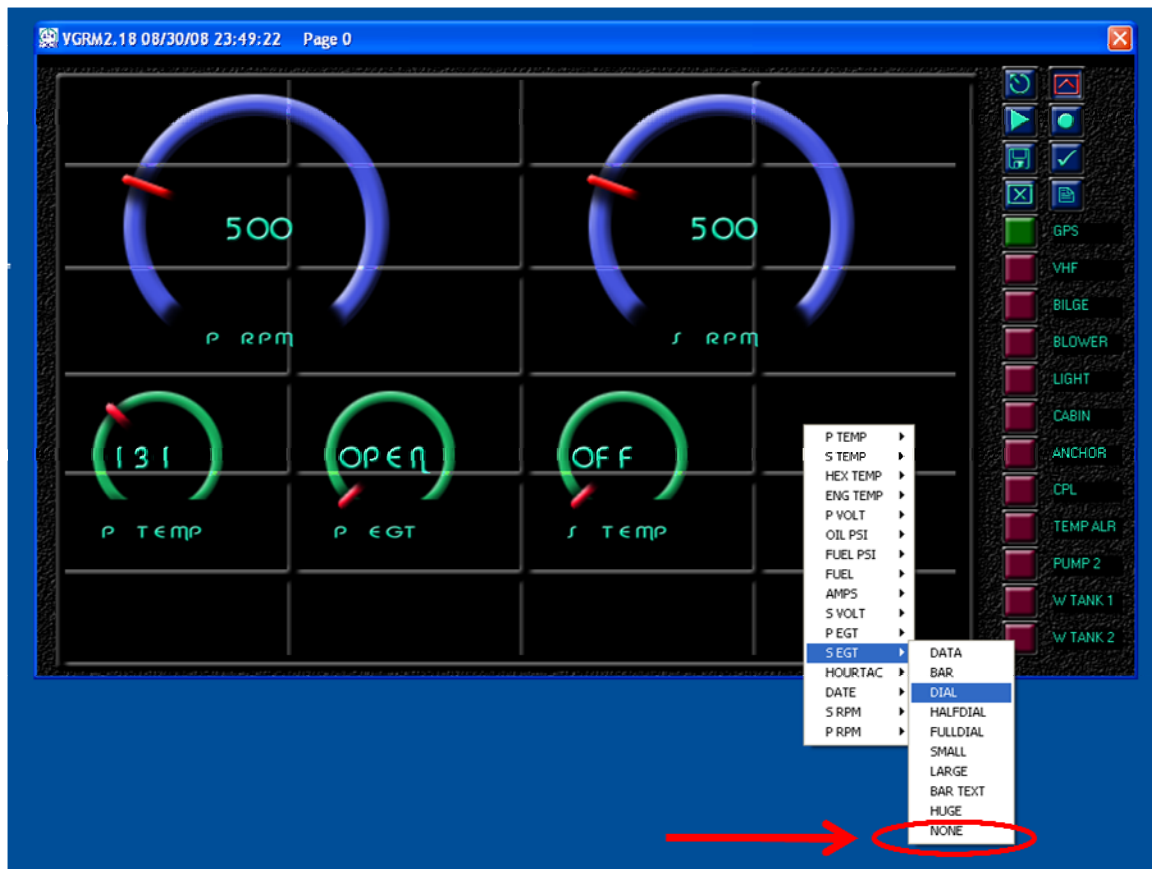 VGRM2.18 08/30/08 23:49:22 Page 0
500
500
P RPM
S RPM
131
OPEN
OFF
P TEMP
P EGT
S TEMP
GPS
VHF
BILGE
BLOWER
LIGHT
CABIN
ANCHOR
CPL
TEMP ALR
PUMP 2
W TANK 1
W TANK 2
P TEMP
S TEMP
HEX TEMP
ENG TEMP
P VOLT
OIL PSI
FUEL PSI
FUEL
AMPS
S VOLT
P EGT
S EGT
HOURTAC
DATE
S RPM
P RPM
DATA
BAR
DIAL
HALFDIAL
FULLDIAL
SMALL
LARGE
BAR TEXT
HUGE
NONE